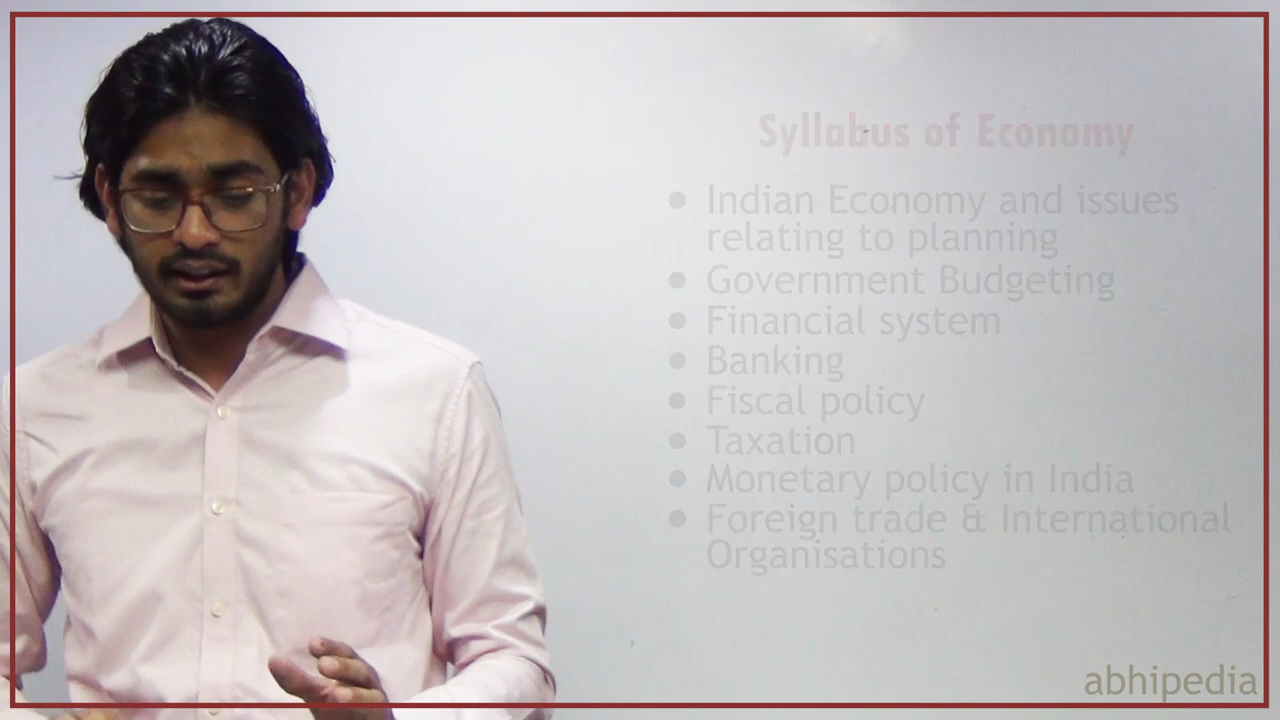 Syllabus of Economy
● Indian Economy and issues
relating to planning
● Government Budgeting
● Financial system
● Banking
● Fiscal policy
● Taxation
● Monetary policy in India
● Foreign trade & International
Organisations
abhipedia